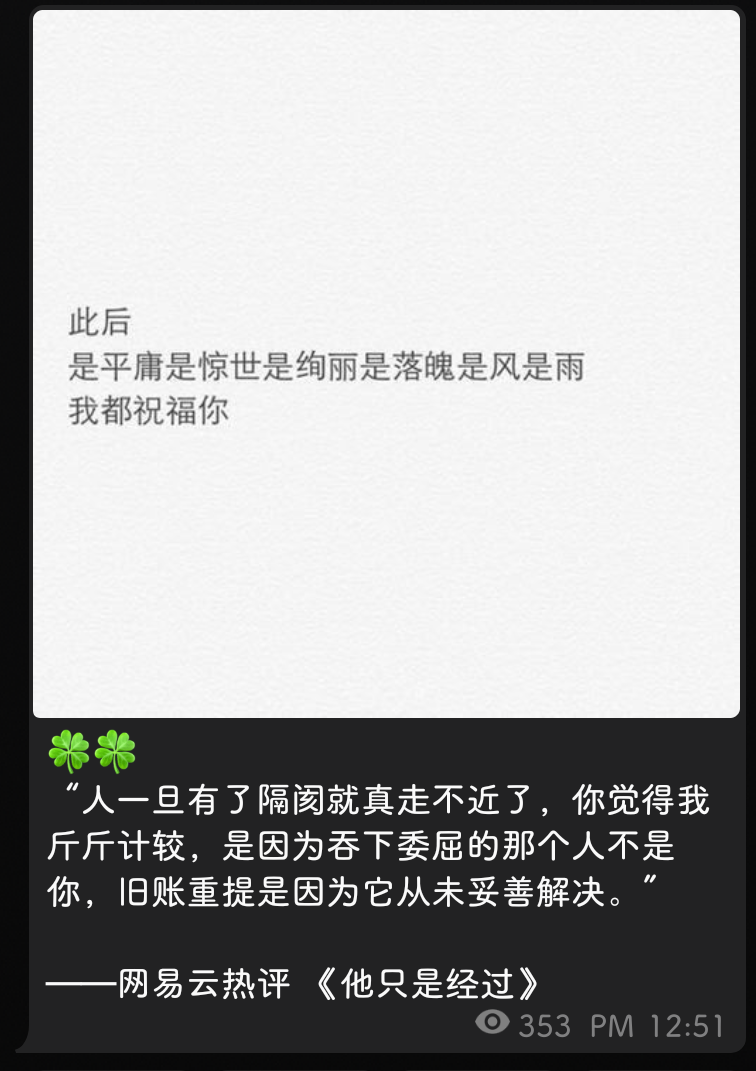 此后
是平庸是惊世是绚丽是落魄是风是雨
我都祝福你
🍀🍀
“人一旦有了隔阂就真走不近了，你觉得我
斤斤计较，是因为吞下委屈的那个人不是
你，旧账重提是因为它从未妥善解决。”
——网易云热评 《他只是经过》
353 PM 12:51